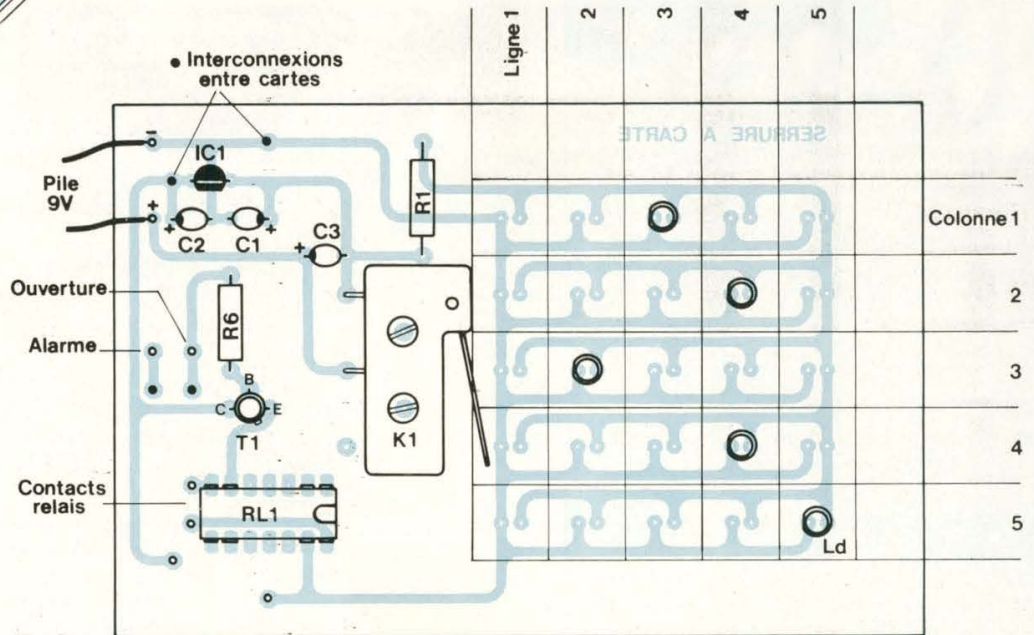 Ligne 1
2
3
4
5
● Interconnexions
entre cartes
SERRURE A CARTE
-
IC1
Pile
9V
+
+
C2
C1
+
+
C3
R1
Colonne 1
Ouverture
2
R6
Alarme
3
B
C
E
T1
K1
4
Contacts
relais
RL1
5
Ld